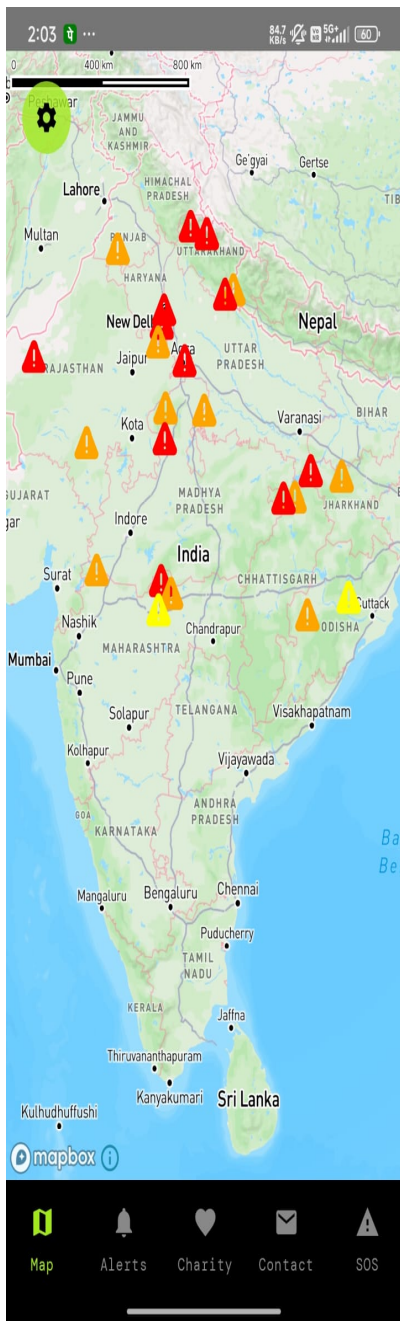 2:03 पे ... 84.7 KB/s 5G+ 60
0 400 km 800 km
Peshawar
JAMMU
AND
KASHMIR
Ge'gyai Gertse
Lahore
HIMACHAL
PRADESH
TIB
Multan
PUNJAB
UTTARAKHAND
HARYANA
New Delhi
Nepal
Agra
RAJASTHAN Jaipur
UTTAR
PRADESH
Kota
Varanasi
BIHAR
GUJARAT
MADHYA
PRADESH
JHARKHAND
gar
Indore
India
Surat
CHHATTISGARH
Cuttack
Nashik
ODISHA
MAHARASHTRA
Chandrapur
Mumbai
Pune
Solapur
TELANGANA
Visakhapatnam
Kolhapur
Vijayawada
ANDHRA
PRADESH
GOA
KARNATAKA
Ba
Be
Mangaluru Bengaluru Chennai
Puducherry
TAMIL
NADU
KERALA
Jaffna
Thiruvananthapuram
Kanyakumari
Sri Lanka
Kulhudhuffushi
mapbox
Map Alerts Charity Contact SOS